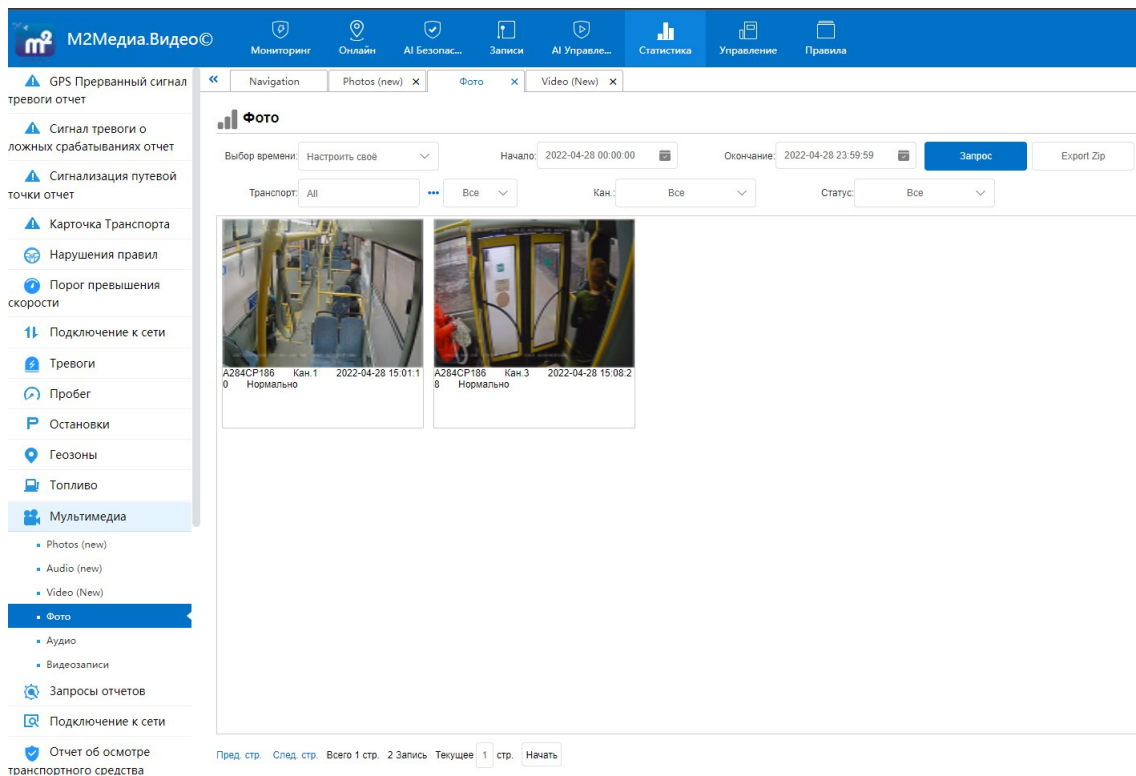 m²
М2Медиа.Видео©
Мониторинг
Онлайн
AI Безопас...
Записи
AI Управле...
Статистика
Управление
Правила
GPS Прерванный сигнал
тревоги отчет
Сигнал тревоги о
ложных срабатываниях отчет
Сигнализация путевой
точки отчет
Карточка Транспорта
Нарушения правил
Порог превышения
скорости
Подключение к сети
Тревоги
Пробег
Остановки
Геозоны
Топливо
Мультимедиа
Photos (new)
Audio (new)
Video (New)
Фото
Аудио
Видеозаписи
Запросы отчетов
Подключение к сети
Отчет об осмотре
транспортного средства
« Navigation Photos (new) X Фото X Video (New) X
Фото
Выбор времени: Настроить своё Начало: 2022-04-28 00:00:00 Окончание: 2022-04-28 23:59:59 Запрос Export Zip
Транспорт: All ••• Все Кан.: Все Статус: Все
A284CP186 Кан.1 2022-04-28 15:01:1
0 Нормально
A284CP186 Кан.3 2022-04-28 15:08:2
8 Нормально
Пред. стр. След. стр. Всего 1 стр. 2 Запись Текущее 1 стр. Начать